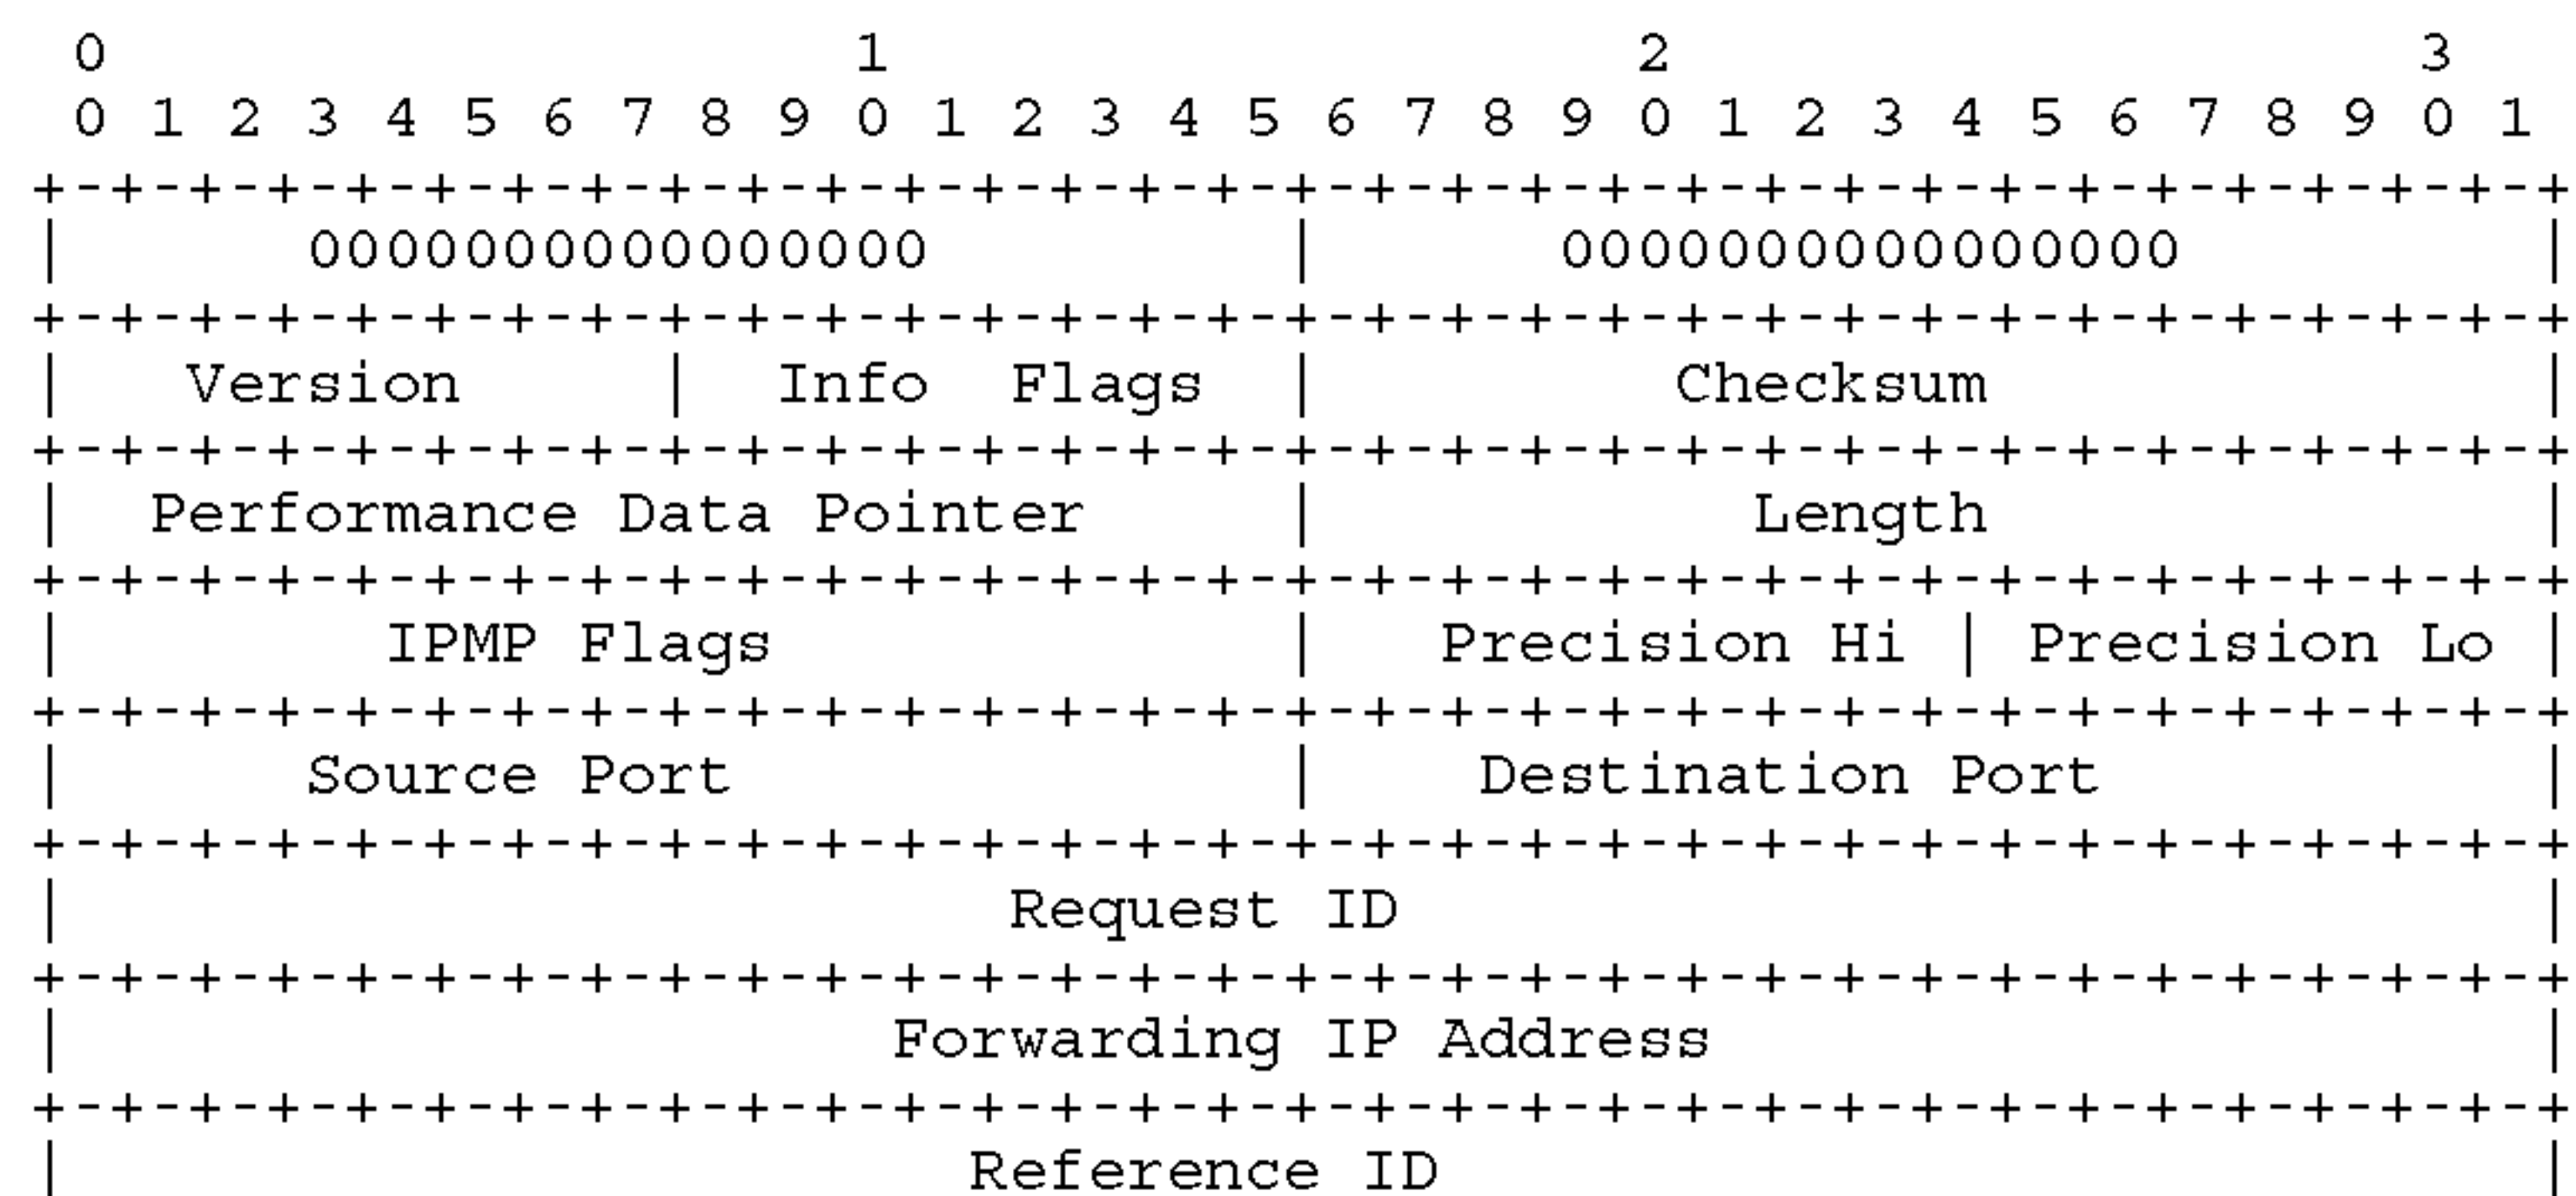 0                   1                   2                   3
 0 1 2 3 4 5 6 7 8 9 0 1 2 3 4 5 6 7 8 9 0 1 2 3 4 5 6 7 8 9 0 1
+-+-+-+-+-+-+-+-+-+-+-+-+-+-+-+-+-+-+-+-+-+-+-+-+-+-+-+-+-+-+-+-+
|      0000000000000000         |      0000000000000000         |
+-+-+-+-+-+-+-+-+-+-+-+-+-+-+-+-+-+-+-+-+-+-+-+-+-+-+-+-+-+-+-+-+
|   Version     |  Info  Flags  |         Checksum              |
+-+-+-+-+-+-+-+-+-+-+-+-+-+-+-+-+-+-+-+-+-+-+-+-+-+-+-+-+-+-+-+-+
|  Performance Data Pointer     |           Length              |
+-+-+-+-+-+-+-+-+-+-+-+-+-+-+-+-+-+-+-+-+-+-+-+-+-+-+-+-+-+-+-+-+
|        IPMP Flags             |   Precision Hi | Precision Lo |
+-+-+-+-+-+-+-+-+-+-+-+-+-+-+-+-+-+-+-+-+-+-+-+-+-+-+-+-+-+-+-+-+
|      Source Port              |    Destination Port           |
+-+-+-+-+-+-+-+-+-+-+-+-+-+-+-+-+-+-+-+-+-+-+-+-+-+-+-+-+-+-+-+-+
|                        Request ID                             |
+-+-+-+-+-+-+-+-+-+-+-+-+-+-+-+-+-+-+-+-+-+-+-+-+-+-+-+-+-+-+-+-+
|                     Forwarding IP Address                     |
+-+-+-+-+-+-+-+-+-+-+-+-+-+-+-+-+-+-+-+-+-+-+-+-+-+-+-+-+-+-+-+-+
|                       Reference ID                            |